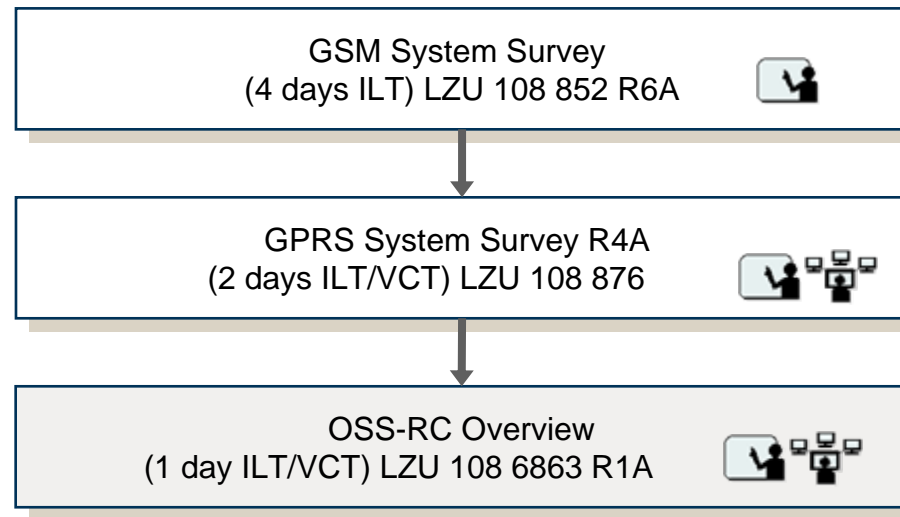 GSM System Survey
(4 days ILT) LZU 108 852 R6A
GPRS System Survey R4A
(2 days ILT/VCT) LZU 108 876
OSS-RC Overview
(1 day ILT/VCT) LZU 108 6863 R1A